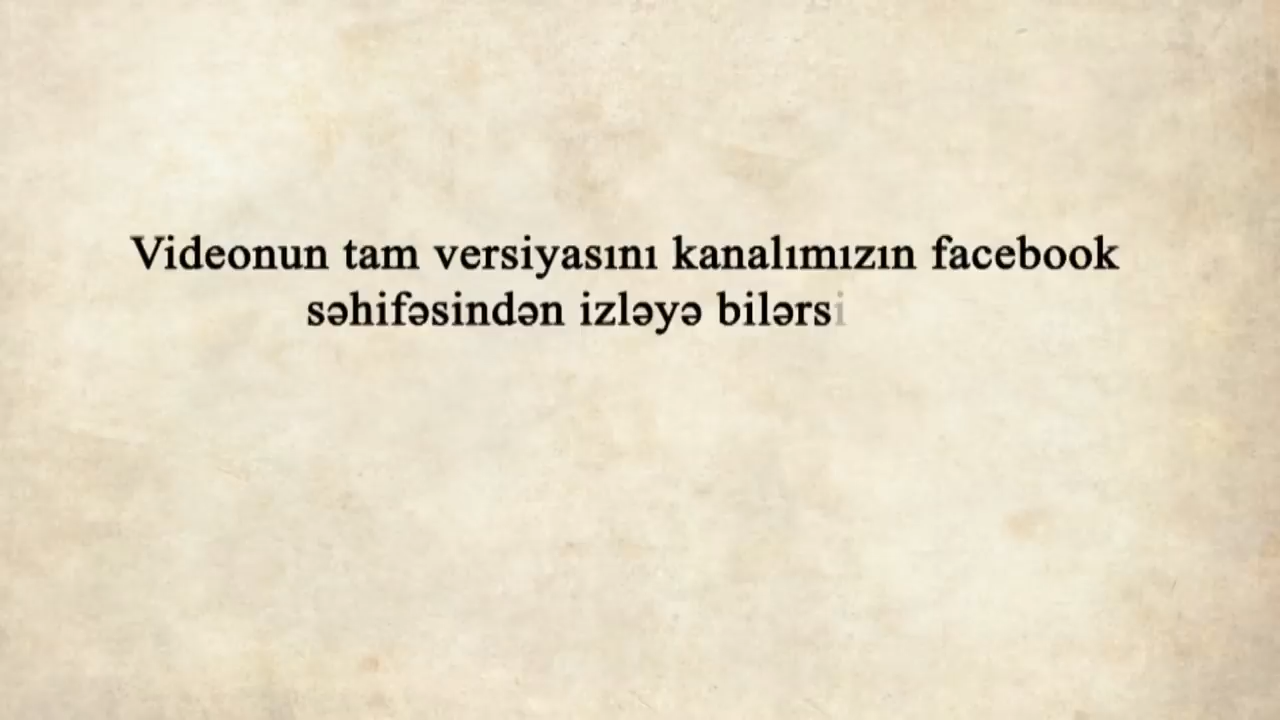 Videonun tam versiyasını kanalımızın facebook
səhifəsindən izləyə bilərsi